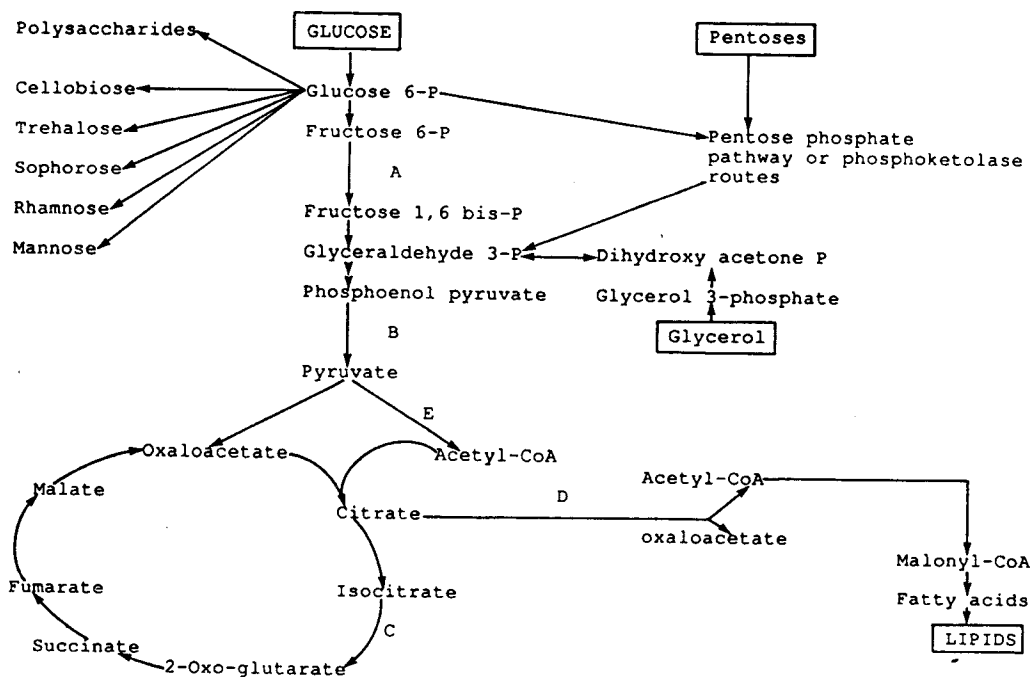 Polysaccharides
GLUCOSE
Pentoses
Cellobiose
Glucose 6-P
Trehalose
Fructose 6-P
Pentose phosphate
pathway or phosphoketolase
routes
Sophorose
A
Rhamnose
Fructose 1,6 bis-P
Mannose
Glyceraldehyde 3-P
Dihydroxy acetone P
Phosphoenol pyruvate
Glycerol 3-phosphate
B
Glycerol
Pyruvate
E
Oxaloacetate
Acetyl-CoA
Malate
Acetyl-CoA
D
Citrate
oxaloacetate
Malonyl-CoA
Fumarate
Isocitrate
Fatty acids
C
Succinate
LIPIDS
2-Oxo-glutarate